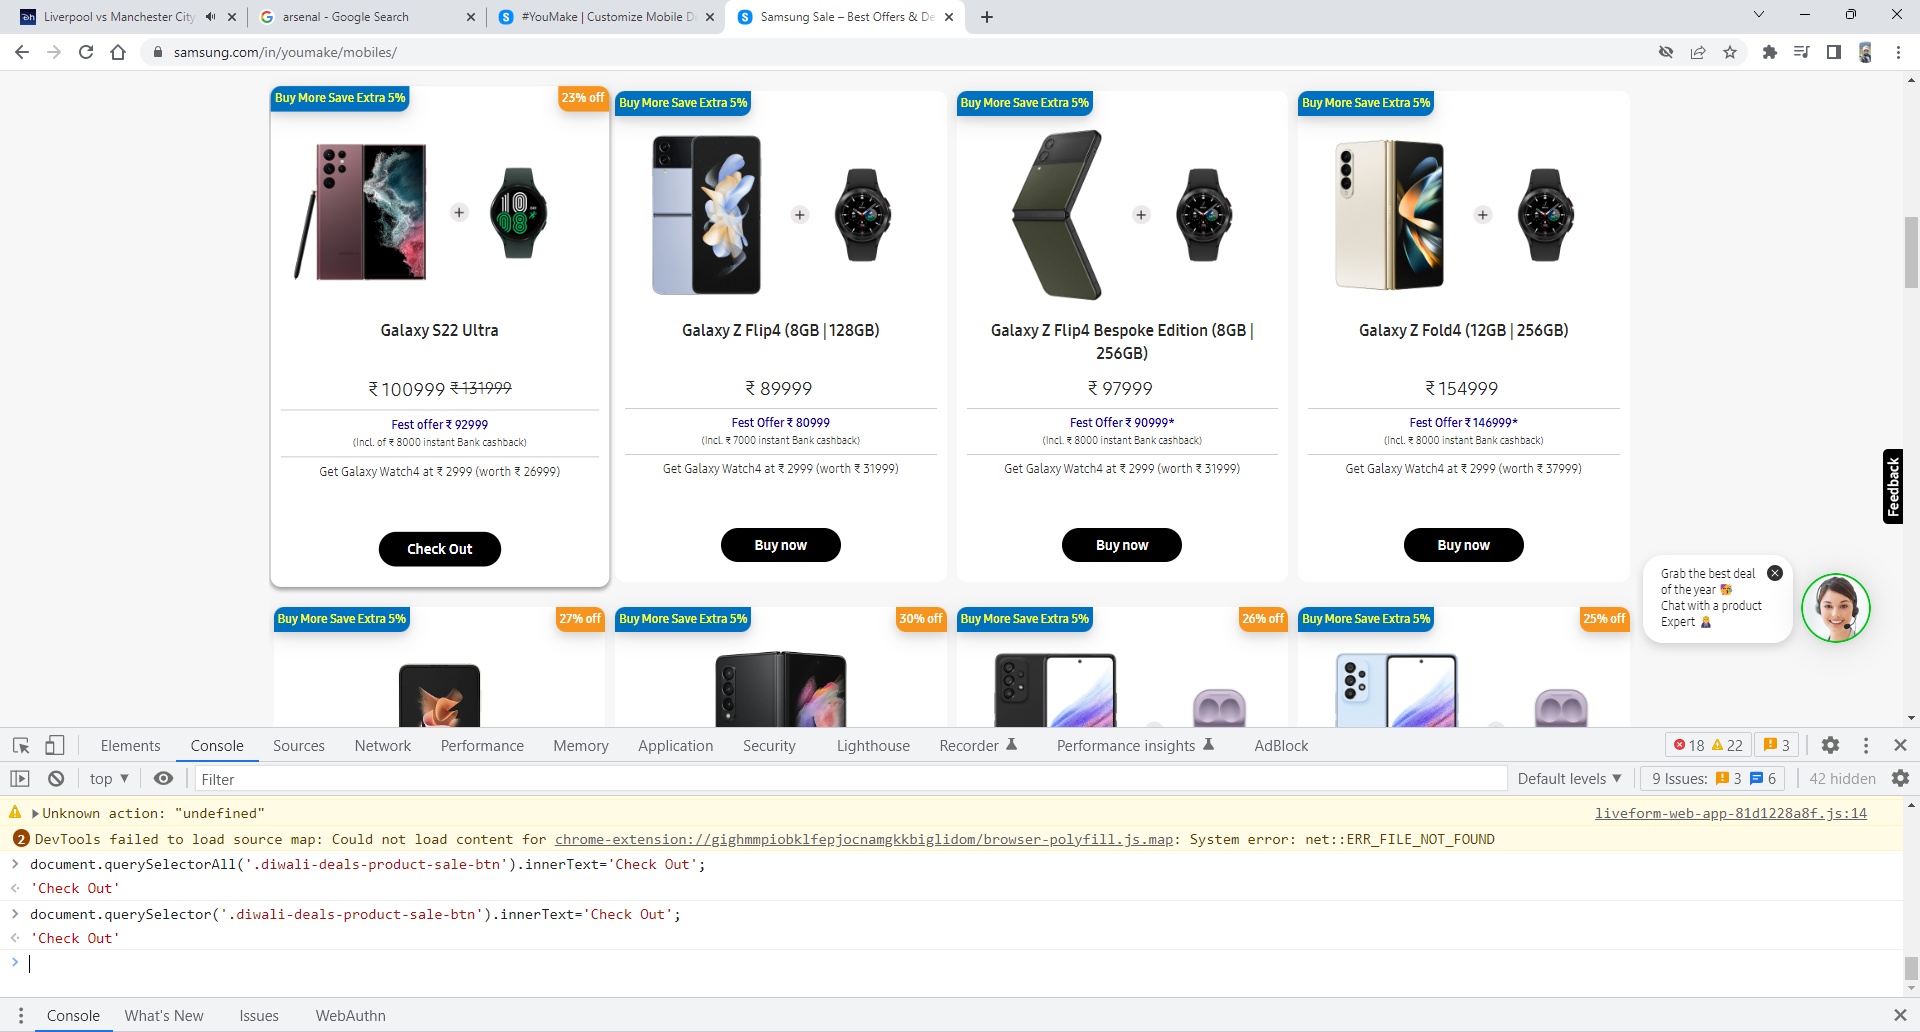 Liverpool vs Manchester City
arsenal - Google Search
#YouMake | Customize Mobile D
Samsung Sale – Best Offers & De
samsung.com/in/youmake/mobiles/
Buy More Save Extra 5%
23% off
Galaxy S22 Ultra
₹ 100999 ₹ 131999
Fest offer ₹ 92999
(Incl. of ₹ 8000 instant Bank cashback)
Get Galaxy Watch4 at ₹ 2999 (worth ₹ 26999)
Check Out
Buy More Save Extra 5%
Galaxy Z Flip4 (8GB | 128GB)
₹ 89999
Fest Offer ₹ 80999
(Incl. ₹ 7000 instant Bank cashback)
Get Galaxy Watch4 at ₹ 2999 (worth ₹ 31999)
Buy now
Buy More Save Extra 5%
Galaxy Z Flip4 Bespoke Edition (8GB |
256GB)
₹ 97999
Fest Offer ₹ 90999*
(Incl. ₹ 8000 instant Bank cashback)
Get Galaxy Watch4 at ₹ 2999 (worth ₹ 31999)
Buy now
Buy More Save Extra 5%
Galaxy Z Fold4 (12GB | 256GB)
₹ 154999
Fest Offer ₹ 146999*
(Incl. ₹ 8000 instant Bank cashback)
Get Galaxy Watch4 at ₹ 2999 (worth ₹ 37999)
Buy now
Feedback
Grab the best deal
of the year
Chat with a product
Expert
Buy More Save Extra 5%
27% off
Buy More Save Extra 5%
30% off
Buy More Save Extra 5%
26% off
Buy More Save Extra 5%
25% off
Elements Console Sources Network Performance Memory Application Security Lighthouse Recorder Performance insights AdBlock 18 22 3
top ▼ Filter Default levels ▼ 9 Issues: 3 6 42 hidden
Unknown action: "undefined" liveform-web-app-81d1228a8f.js:14
2 DevTools failed to load source map: Could not load content for chrome-extension://gighmmpiobklfepjocnamgkkbiglidom/browser-polyfill.js.map: System error: net::ERR_FILE_NOT_FOUND
document.querySelectorAll('.diwali-deals-product-sale-btn').innerText='Check Out';
'Check Out'
document.querySelector('.diwali-deals-product-sale-btn').innerText='Check Out';
'Check Out'
Console What's New Issues WebAuthn